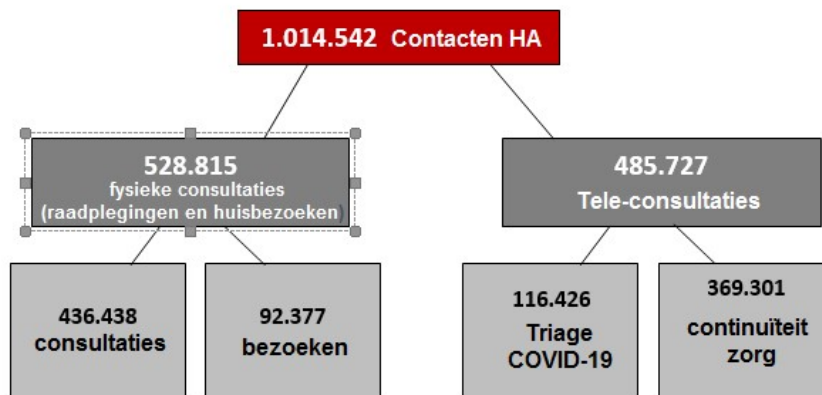 1.014.542 Contacten HA
528.815
fysieke consultaties
(raadplegingen en huisbezoeken)
485.727
Tele-consultaties
436.438
consultaties
92.377
bezoeken
116.426
Triage
COVID-19
369.301
continuïteit
zorg